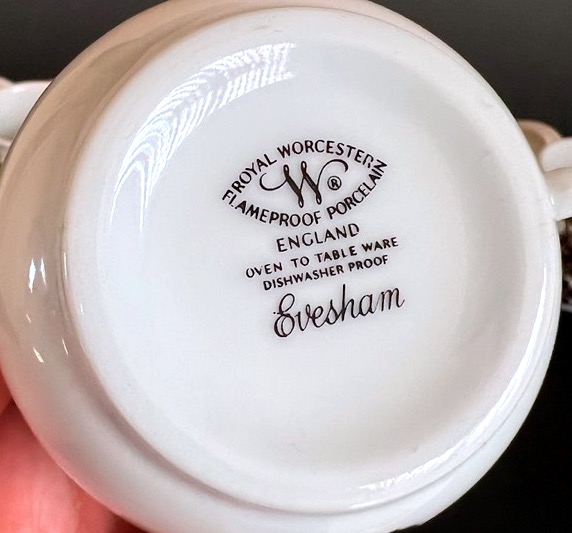 ROYAL WORCESTER
W ®
FLAMEPROOF PORCELAIN
ENGLAND
OVEN TO TABLE WARE
DISHWASHER PROOF
Evesham